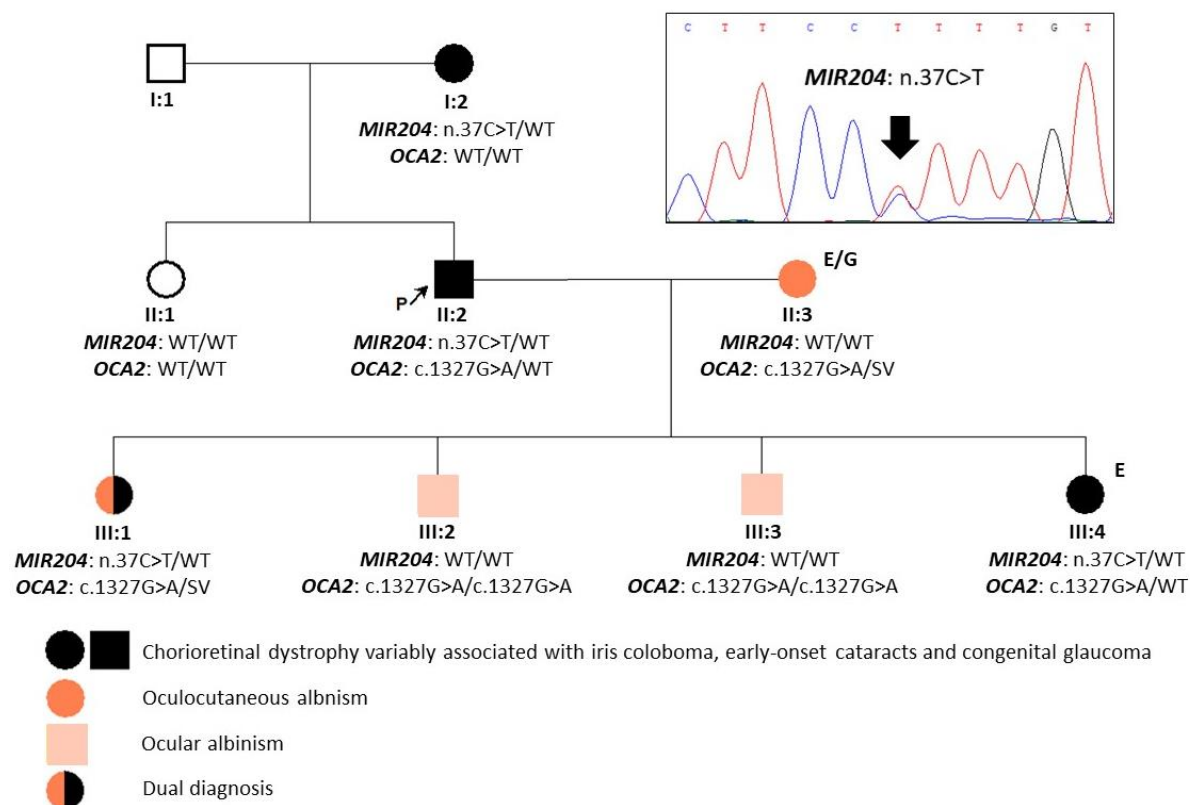 C T T C C T T T T G T
MIR204: n.37C>T
I:1
I:2
MIR204: n.37C>T/WT
OCA2: WT/WT
E/G
P
II:1
MIR204: WT/WT
OCA2: WT/WT
II:2
MIR204: n.37C>T/WT
OCA2: c.1327G>A/WT
II:3
MIR204: WT/WT
OCA2: c.1327G>A/SV
E
III:1
MIR204: n.37C>T/WT
OCA2: c.1327G>A/SV
III:2
MIR204: WT/WT
OCA2: c.1327G>A/c.1327G>A
III:3
MIR204: WT/WT
OCA2: c.1327G>A/c.1327G>A
III:4
MIR204: n.37C>T/WT
OCA2: c.1327G>A/WT
Chorioretinal dystrophy variably associated with iris coloboma, early-onset cataracts and congenital glaucoma
Oculocutaneous albnism
Ocular albinism
Dual diagnosis